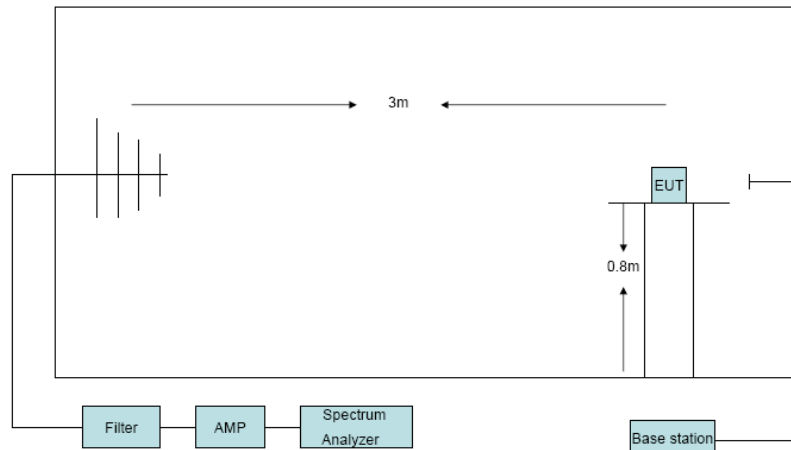 3m
EUT
0.8m
Filter
AMP
Spectrum
Analyzer
Base station